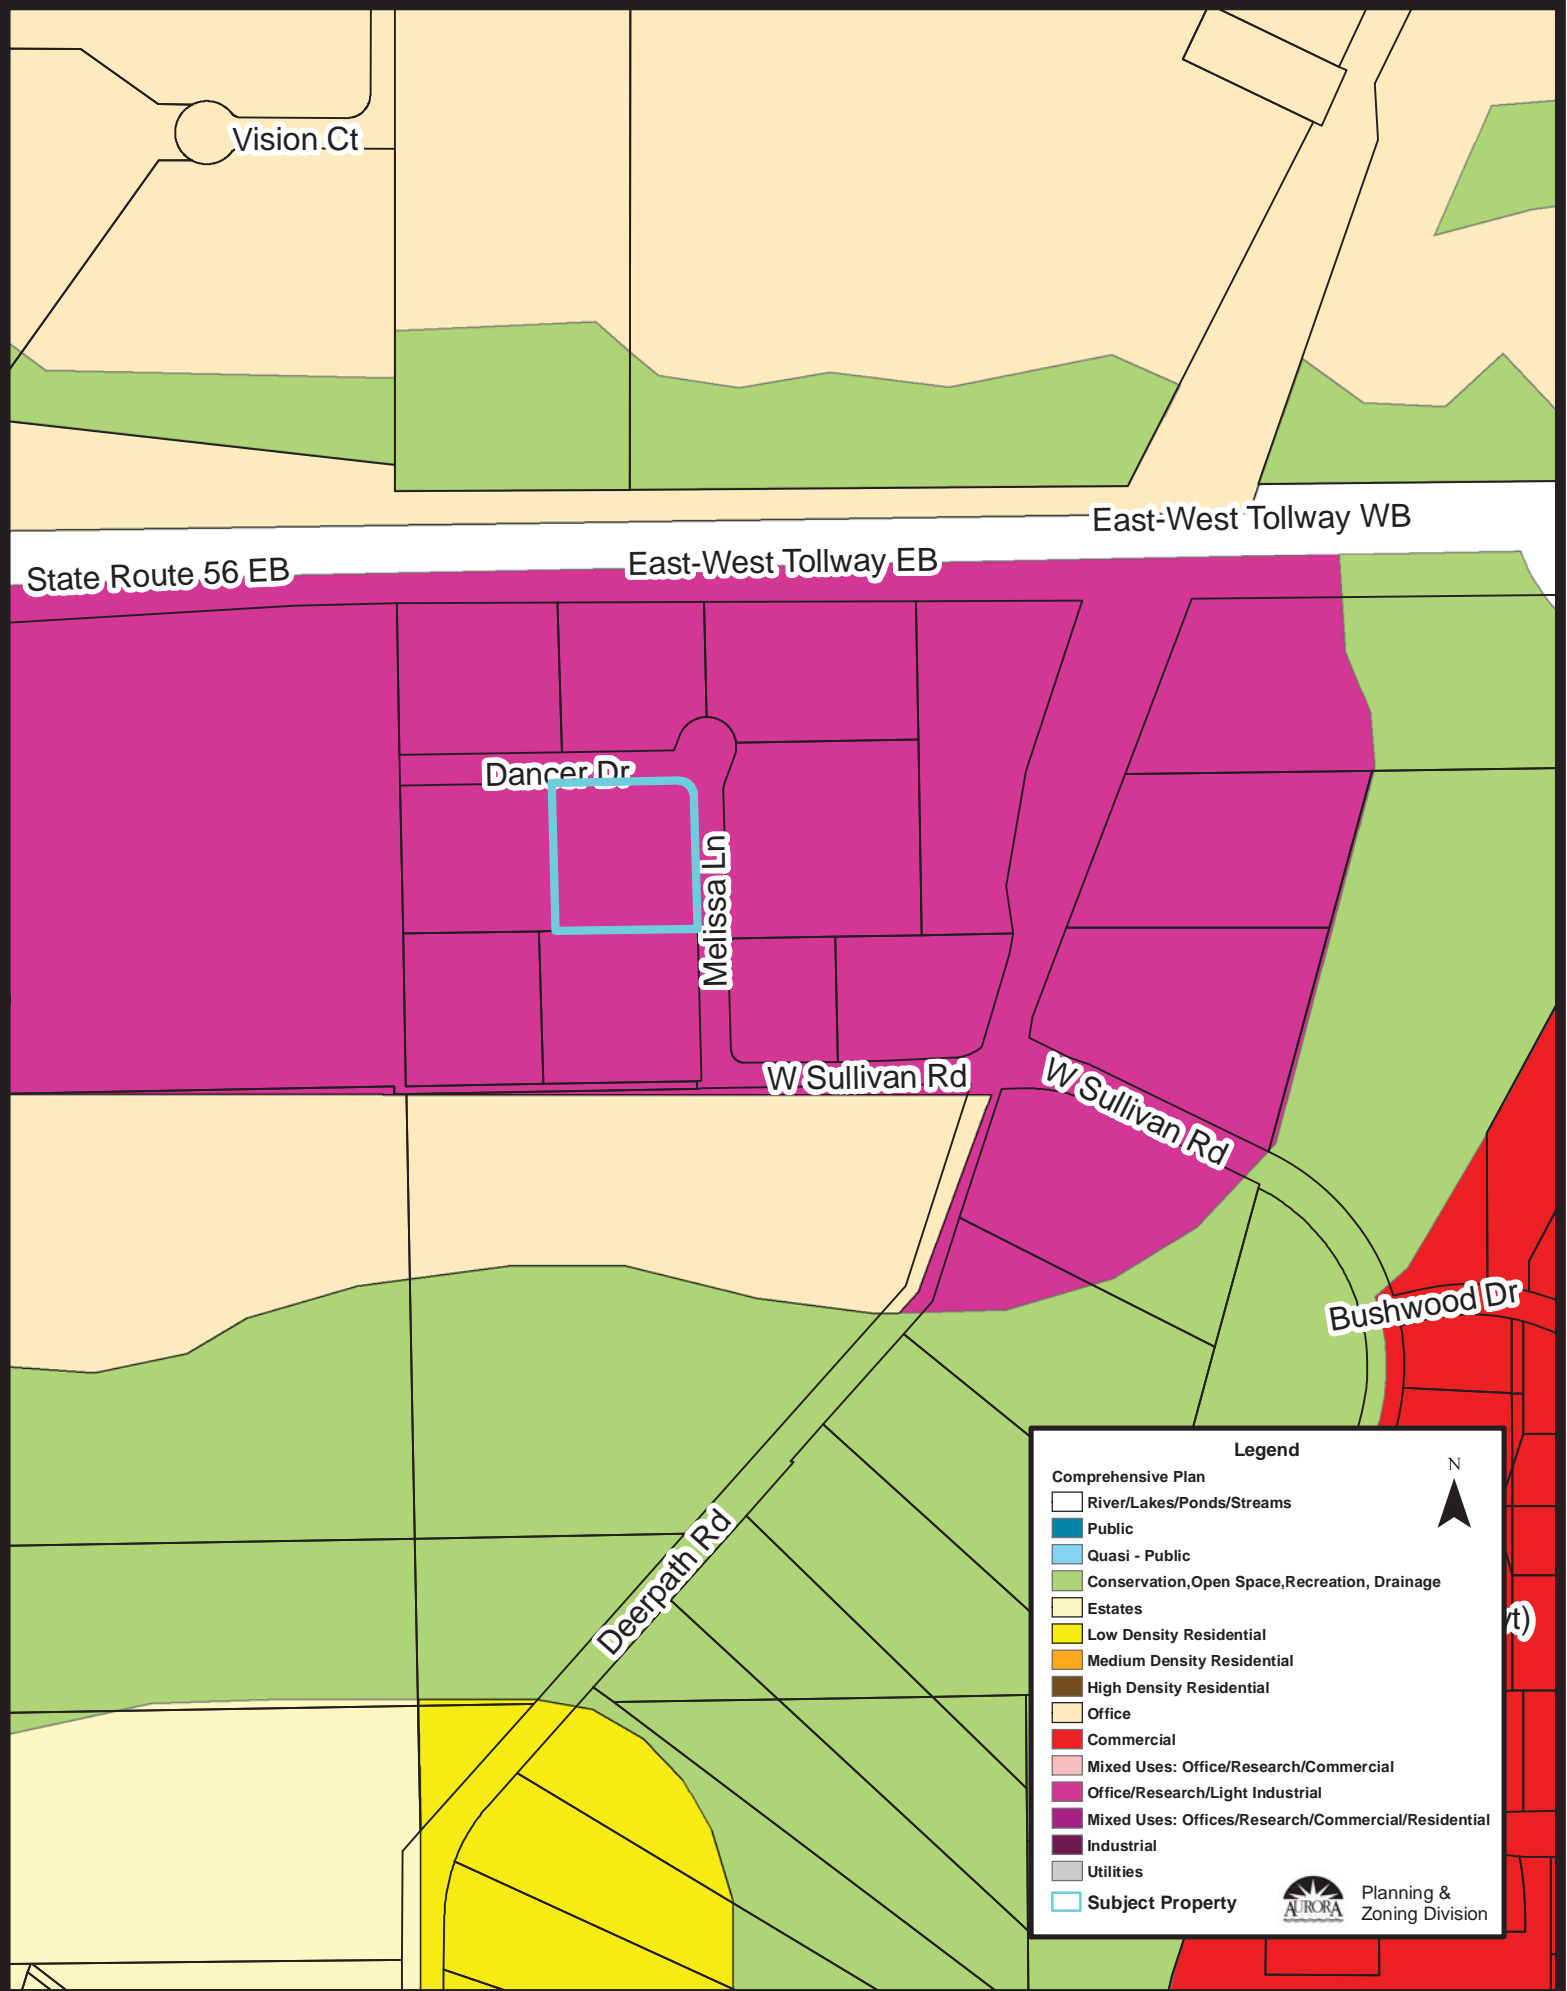 Vision Ct
East-West Tollway WB
State Route 56 EB
East-West Tollway EB
Dancer Dr
Melissa Ln
W Sullivan Rd
W Sullivan Rd
Bushwood Dr
Deerpath Rd
Legend
N
Comprehensive Plan
River/Lakes/Ponds/Streams
Public
Quasi - Public
Conservation,Open Space,Recreation, Drainage
Estates
Low Density Residential
Medium Density Residential
High Density Residential
Office
Commercial
Mixed Uses: Office/Research/Commercial
Office/Research/Light Industrial
Mixed Uses: Offices/Research/Commercial/Residential
Industrial
Utilities
Subject Property
AURORA
Planning &
Zoning Division